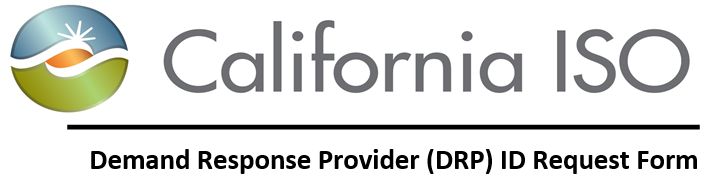 California ISO
Demand Response Provider (DRP) ID Request Form